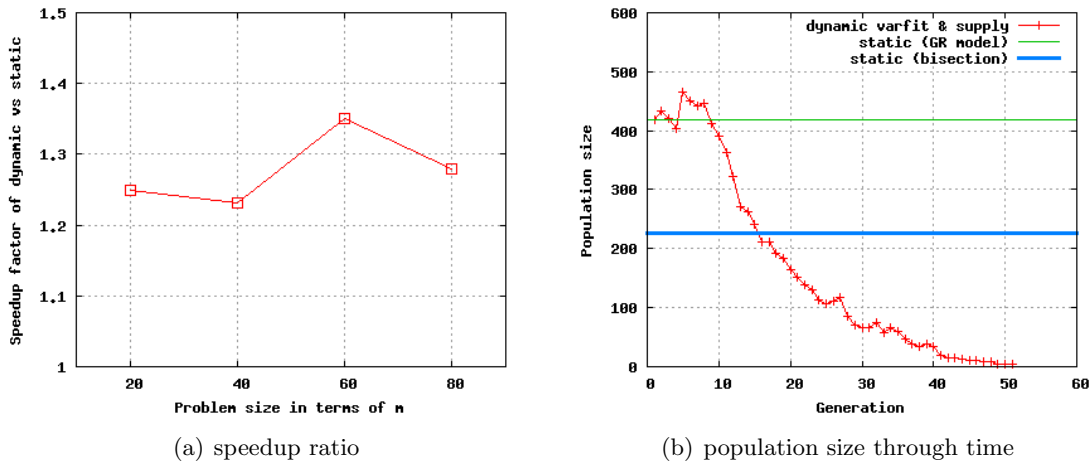 Speedup factor of dynamic vs static
1.5
1.4
1.3
1.2
1.1
1
20 40 60 80
Problem size in terms of m
(a) speedup ratio
Population size
600
500
400
300
200
100
0
dynamic varfit & supply
static (GR model)
static (bisection)
0 10 20 30 40 50 60
Generation
(b) population size through time